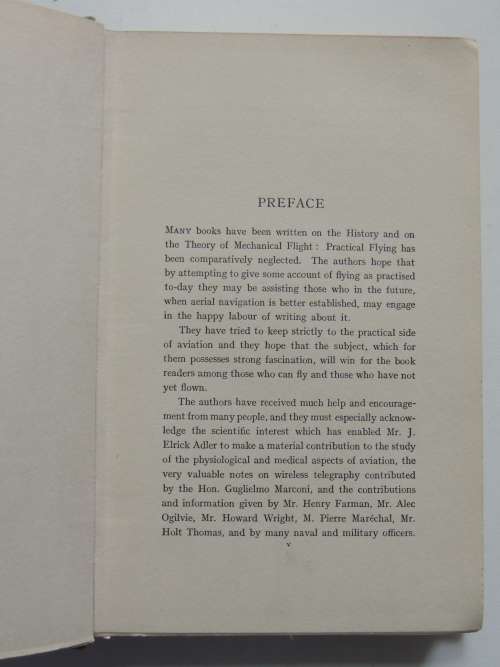 PREFACE
MANY books have been written on the History and on
the Theory of Mechanical Flight : Practical Flying has
been comparatively neglected. The authors hope that
by attempting to give some account of flying as practised
to-day they may be assisting those who in the future,
when aerial navigation is better established, may engage
in the happy labour of writing about it.
They have tried to keep strictly to the practical side
of aviation and they hope that the subject, which for
them possesses strong fascination, will win for the book
readers among those who can fly and those who have not
yet flown.
The authors have received much help and encourage-
ment from many people, and they must especially acknow-
ledge the scientific interest which has enabled Mr. J.
Elrick Adler to make a material contribution to the study
of the physiological and medical aspects of aviation, the
very valuable notes on wireless telegraphy contributed
by the Hon. Guglielmo Marconi, and the contributions
and information given by Mr. Henry Farman, Mr. Alec
Ogilvie, Mr. Howard Wright, M. Pierre Maréchal, Mr.
Holt Thomas, and by many naval and military officers.
v